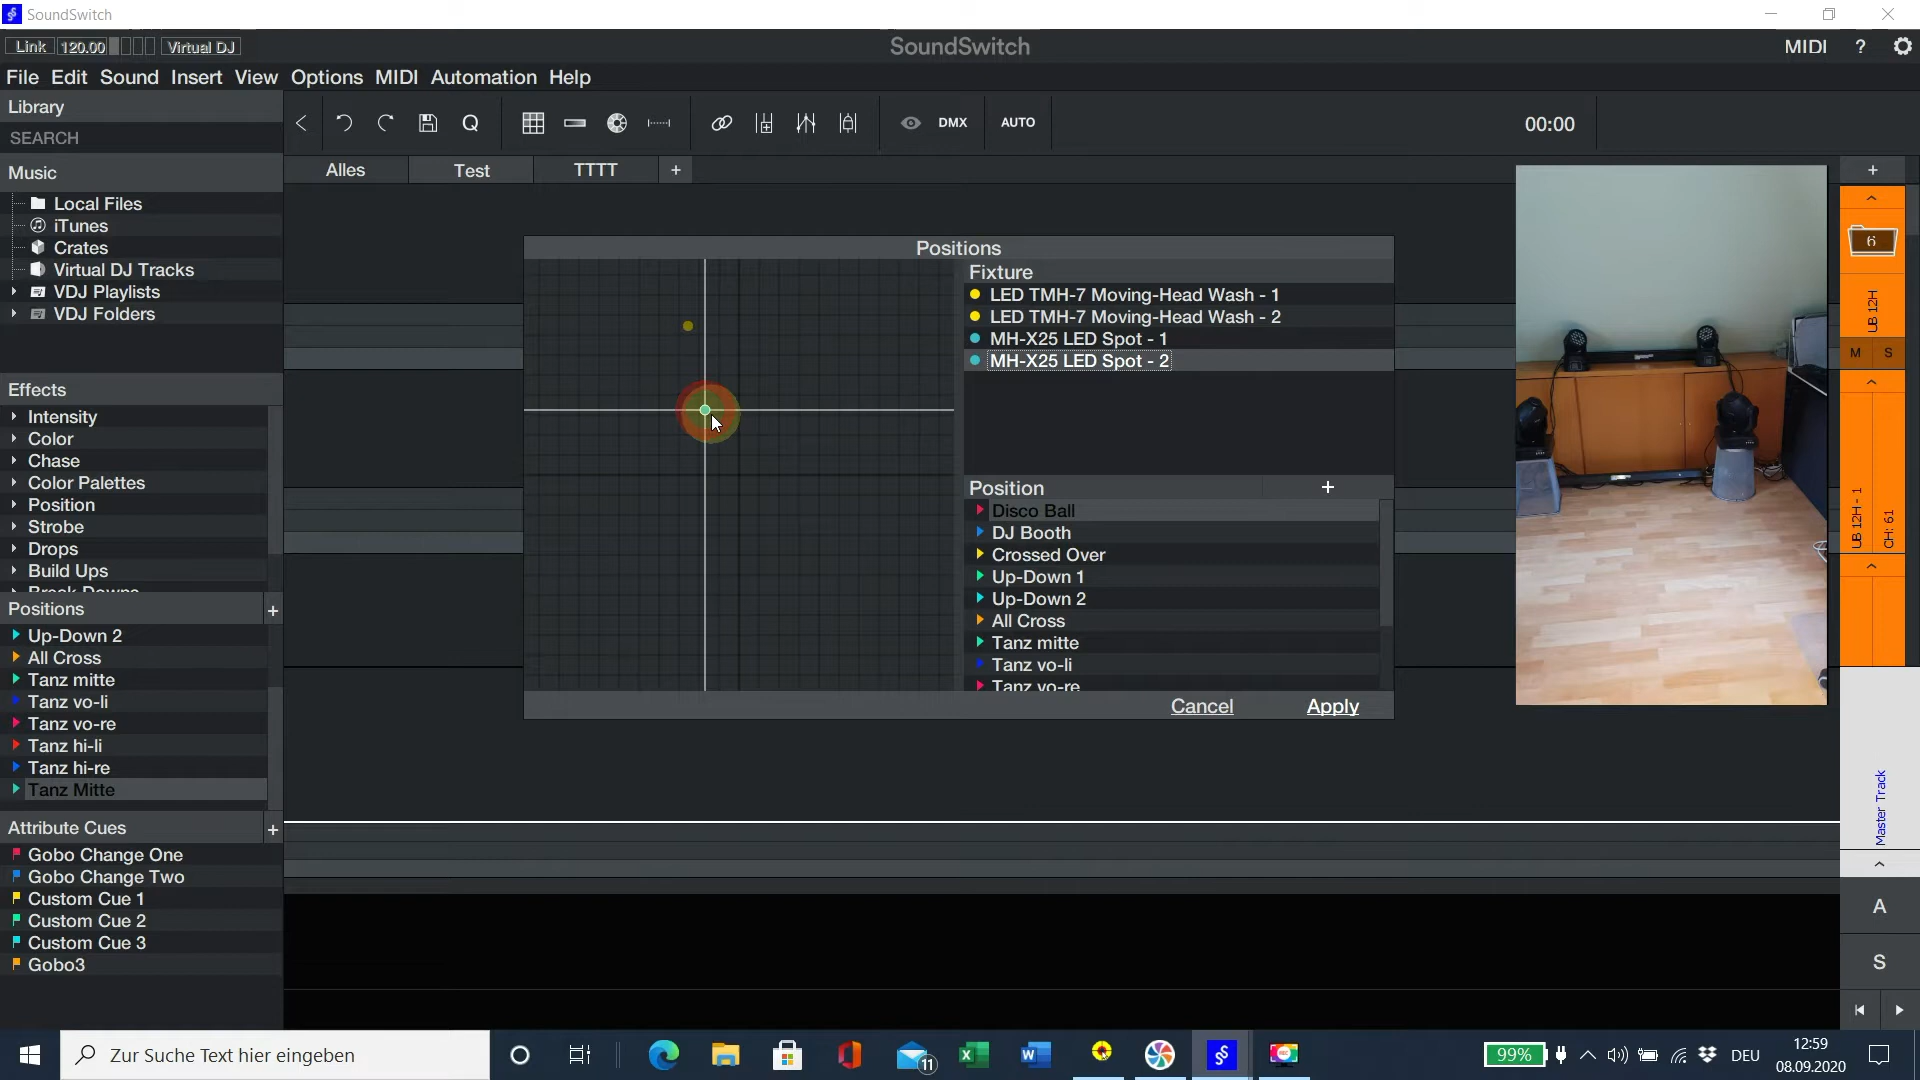 SoundSwitch
Link 120.00 Virtual DJ
SoundSwitch
MIDI ?
File Edit Sound Insert View Options MIDI Automation Help
Library
SEARCH
Q
DMX
AUTO
00:00
Alles
Test
TTTT
+
+
Music
Local Files
iTunes
Crates
Virtual DJ Tracks
VDJ Playlists
VDJ Folders
Effects
Intensity
Color
Chase
Color Palettes
Position
Strobe
Drops
Build Ups
Break Downs
Positions +
Up-Down 2
All Cross
Tanz mitte
Tanz vo-li
Tanz vo-re
Tanz hi-li
Tanz hi-re
Tanz Mitte
Attribute Cues +
Gobo Change One
Gobo Change Two
Custom Cue 1
Custom Cue 2
Custom Cue 3
Gobo3
Positions
Fixture
LED TMH-7 Moving-Head Wash - 1
LED TMH-7 Moving-Head Wash - 2
MH-X25 LED Spot - 1
MH-X25 LED Spot - 2
Position +
Disco Ball
DJ Booth
Crossed Over
Up-Down 1
Up-Down 2
All Cross
Tanz mitte
Tanz vo-li
Tanz vo-re
Cancel
Apply
6
UB 12H
M S
UB 12H - 1
CH: 61
Master Track
A
S
Zur Suche Text hier eingeben
11
99%
DEU
12:59
08.09.2020